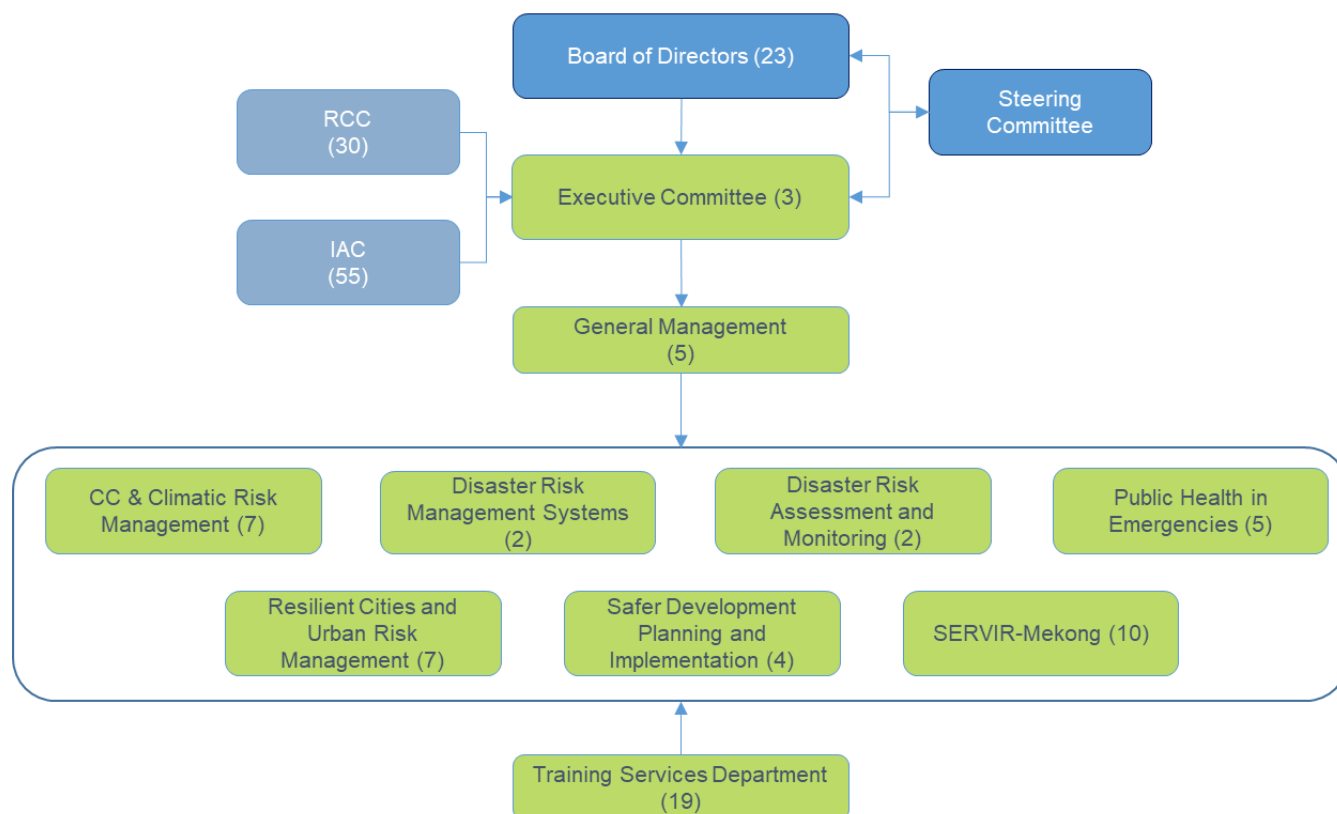 Board of Directors (23)
Steering
Committee
RCC
(30)
Executive Committee (3)
IAC
(55)
General Management
(5)
CC & Climatic Risk
Management (7)
Disaster Risk
Management Systems
(2)
Disaster Risk
Assessment and
Monitoring (2)
Public Health in
Emergencies (5)
Resilient Cities and
Urban Risk
Management (7)
Safer Development
Planning and
Implementation (4)
SERVIR-Mekong (10)
Training Services Department
(19)